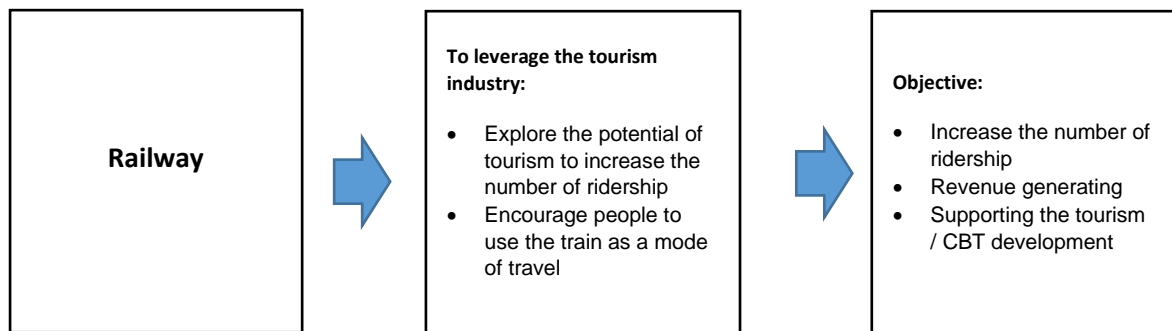 Railway
To leverage the tourism
industry:
• Explore the potential of
tourism to increase the
number of ridership
• Encourage people to
use the train as a mode
of travel
Objective:
• Increase the number of
ridership
• Revenue generating
• Supporting the tourism
/ CBT development